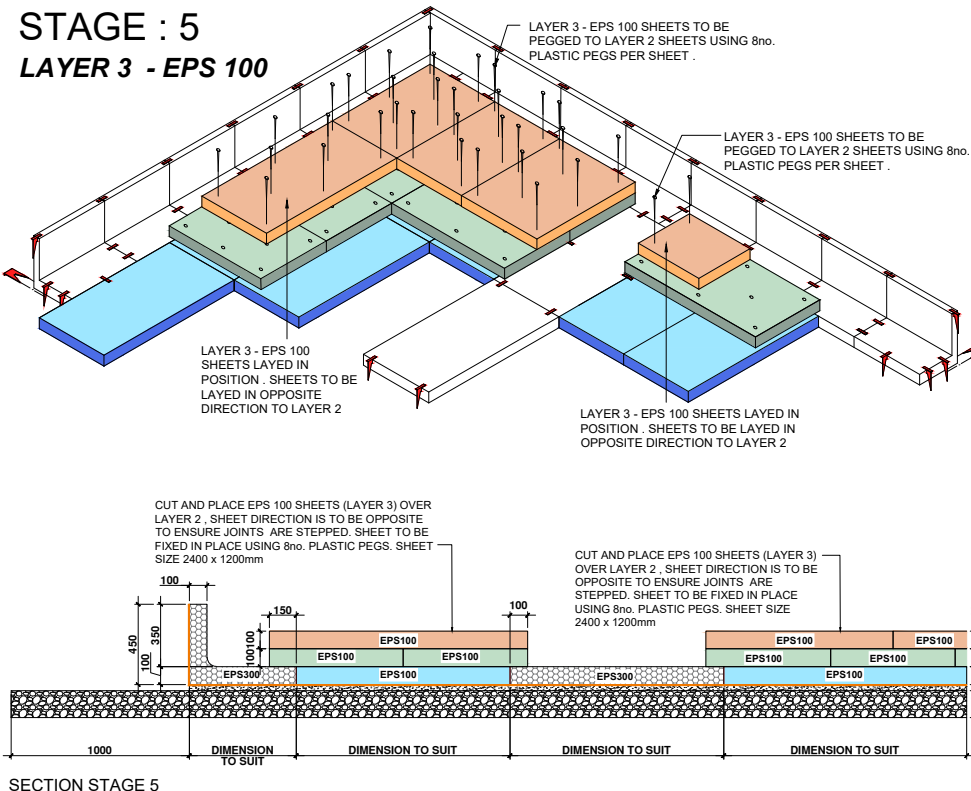 STAGE : 5
LAYER 3 - EPS 100
LAYER 3 - EPS 100 SHEETS TO BE
PEGGED TO LAYER 2 SHEETS USING 8no.
PLASTIC PEGS PER SHEET .
LAYER 3 - EPS 100 SHEETS TO BE
PEGGED TO LAYER 2 SHEETS USING 8no.
PLASTIC PEGS PER SHEET .
LAYER 3 - EPS 100
SHEETS LAYED IN
POSITION . SHEETS TO BE
LAYED IN OPPOSITE
DIRECTION TO LAYER 2
LAYER 3 - EPS 100 SHEETS LAYED IN
POSITION . SHEETS TO BE LAYED IN
OPPOSITE DIRECTION TO LAYER 2
CUT AND PLACE EPS 100 SHEETS (LAYER 3) OVER
LAYER 2 , SHEET DIRECTION IS TO BE OPPOSITE
TO ENSURE JOINTS ARE STEPPED. SHEET TO BE
FIXED IN PLACE USING 8no. PLASTIC PEGS. SHEET
SIZE 2400 x 1200mm
CUT AND PLACE EPS 100 SHEETS (LAYER 3)
OVER LAYER 2 , SHEET DIRECTION IS TO BE
OPPOSITE TO ENSURE JOINTS ARE
STEPPED. SHEET TO BE FIXED IN PLACE
USING 8no. PLASTIC PEGS. SHEET SIZE
2400 x 1200mm
100
150
100
450
350
100
100
100
EPS100
EPS100
EPS100
EPS100
EPS100
EPS100
EPS100
EPS300
EPS100
EPS300
EPS100
1000
DIMENSION
TO SUIT
DIMENSION TO SUIT
DIMENSION TO SUIT
DIMENSION TO SUIT
SECTION STAGE 5